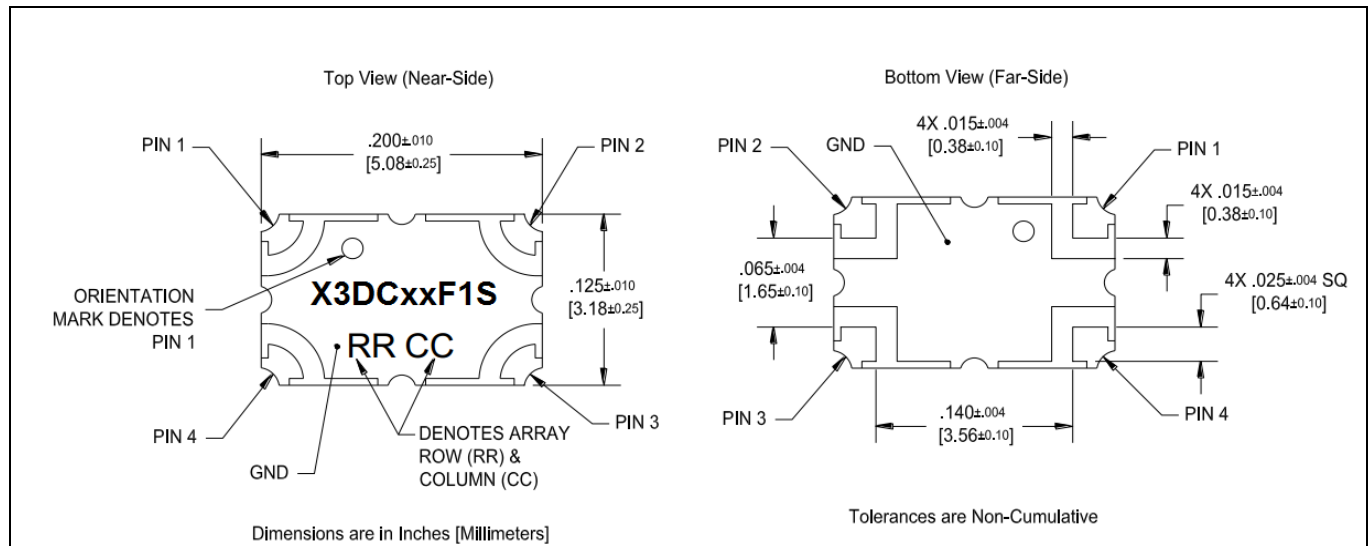 Top View (Near-Side)
PIN 1
.200±.010
[5.08±0.25]
PIN 2
.125±.010
[3.18±0.25]
ORIENTATION
MARK DENOTES
PIN 1
X3DCxxF1S
RR CC
PIN 4
GND
DENOTES ARRAY
ROW (RR) &
COLUMN (CC)
PIN 3
Dimensions are in Inches [Millimeters]
Bottom View (Far-Side)
PIN 2
GND
4X .015±.004
[0.38±0.10]
PIN 1
4X .015±.004
[0.38±0.10]
.065±.004
[1.65±0.10]
4X .025±.004 SQ
[0.64±0.10]
PIN 3
.140±.004
[3.56±0.10]
PIN 4
Tolerances are Non-Cumulative